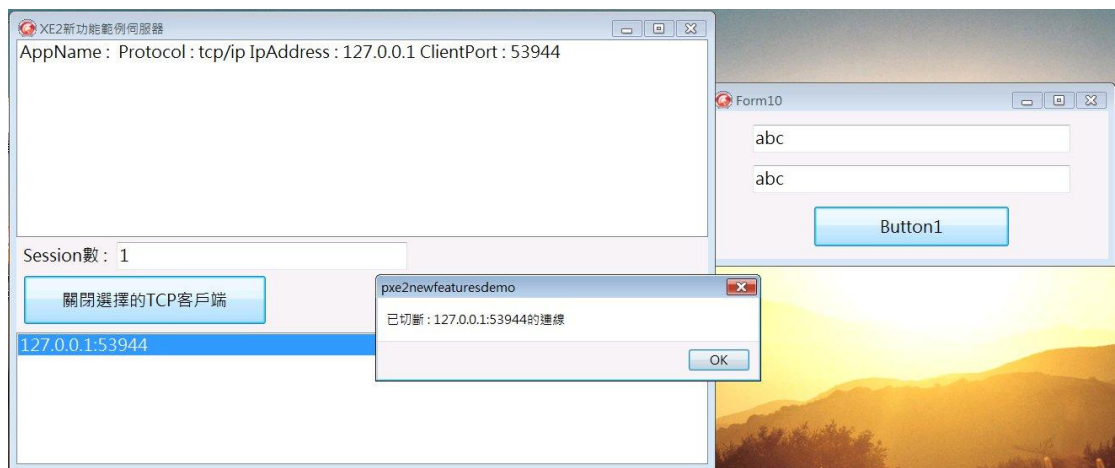 XE2新功能範例伺服器
AppName : Protocol : tcp/ip IpAddress : 127.0.0.1 ClientPort : 53944
Session數 : 1
關閉選擇的TCP客戶端
127.0.0.1:53944
pxe2newfeaturesdemo
已切斷 : 127.0.0.1:53944的連線
OK
Form10
abc
abc
Button1